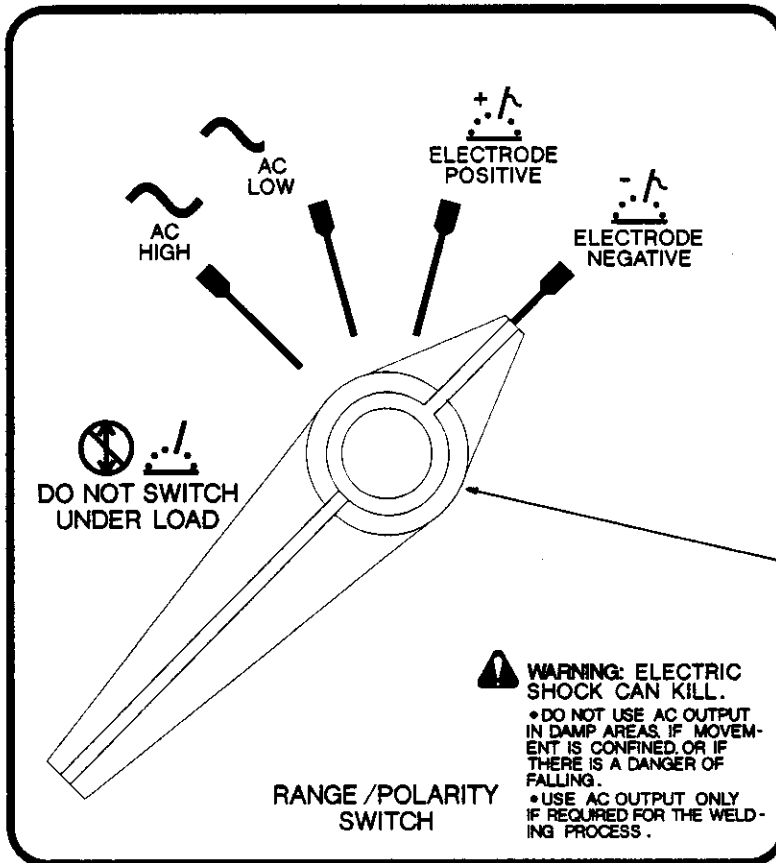 AC
HIGH
AC
LOW
+
ELECTRODE
POSITIVE
-
ELECTRODE
NEGATIVE
DO NOT SWITCH
UNDER LOAD
RANGE /POLARITY
SWITCH
WARNING: ELECTRIC
SHOCK CAN KILL.
•DO NOT USE AC OUTPUT
IN DAMP AREAS, IF MOVEM-
ENT IS CONFINED, OR IF
THERE IS A DANGER OF
FALLING.
•USE AC OUTPUT ONLY
IF REQUIRED FOR THE WELD-
ING PROCESS.